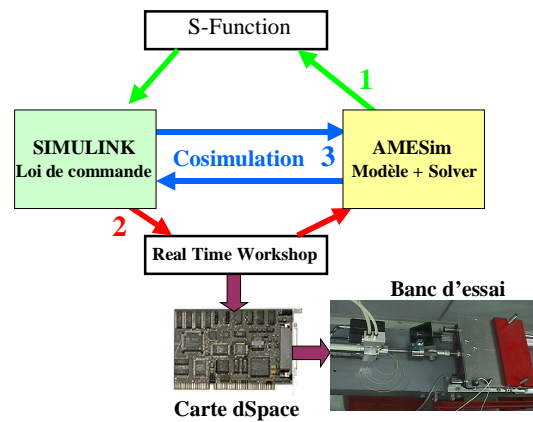 S-Function
1
SIMULINK
Loi de commande
Cosimulation 3
AMESim
Modèle + Solver
2
Real Time Workshop
Banc d'essai
Carte dSpace